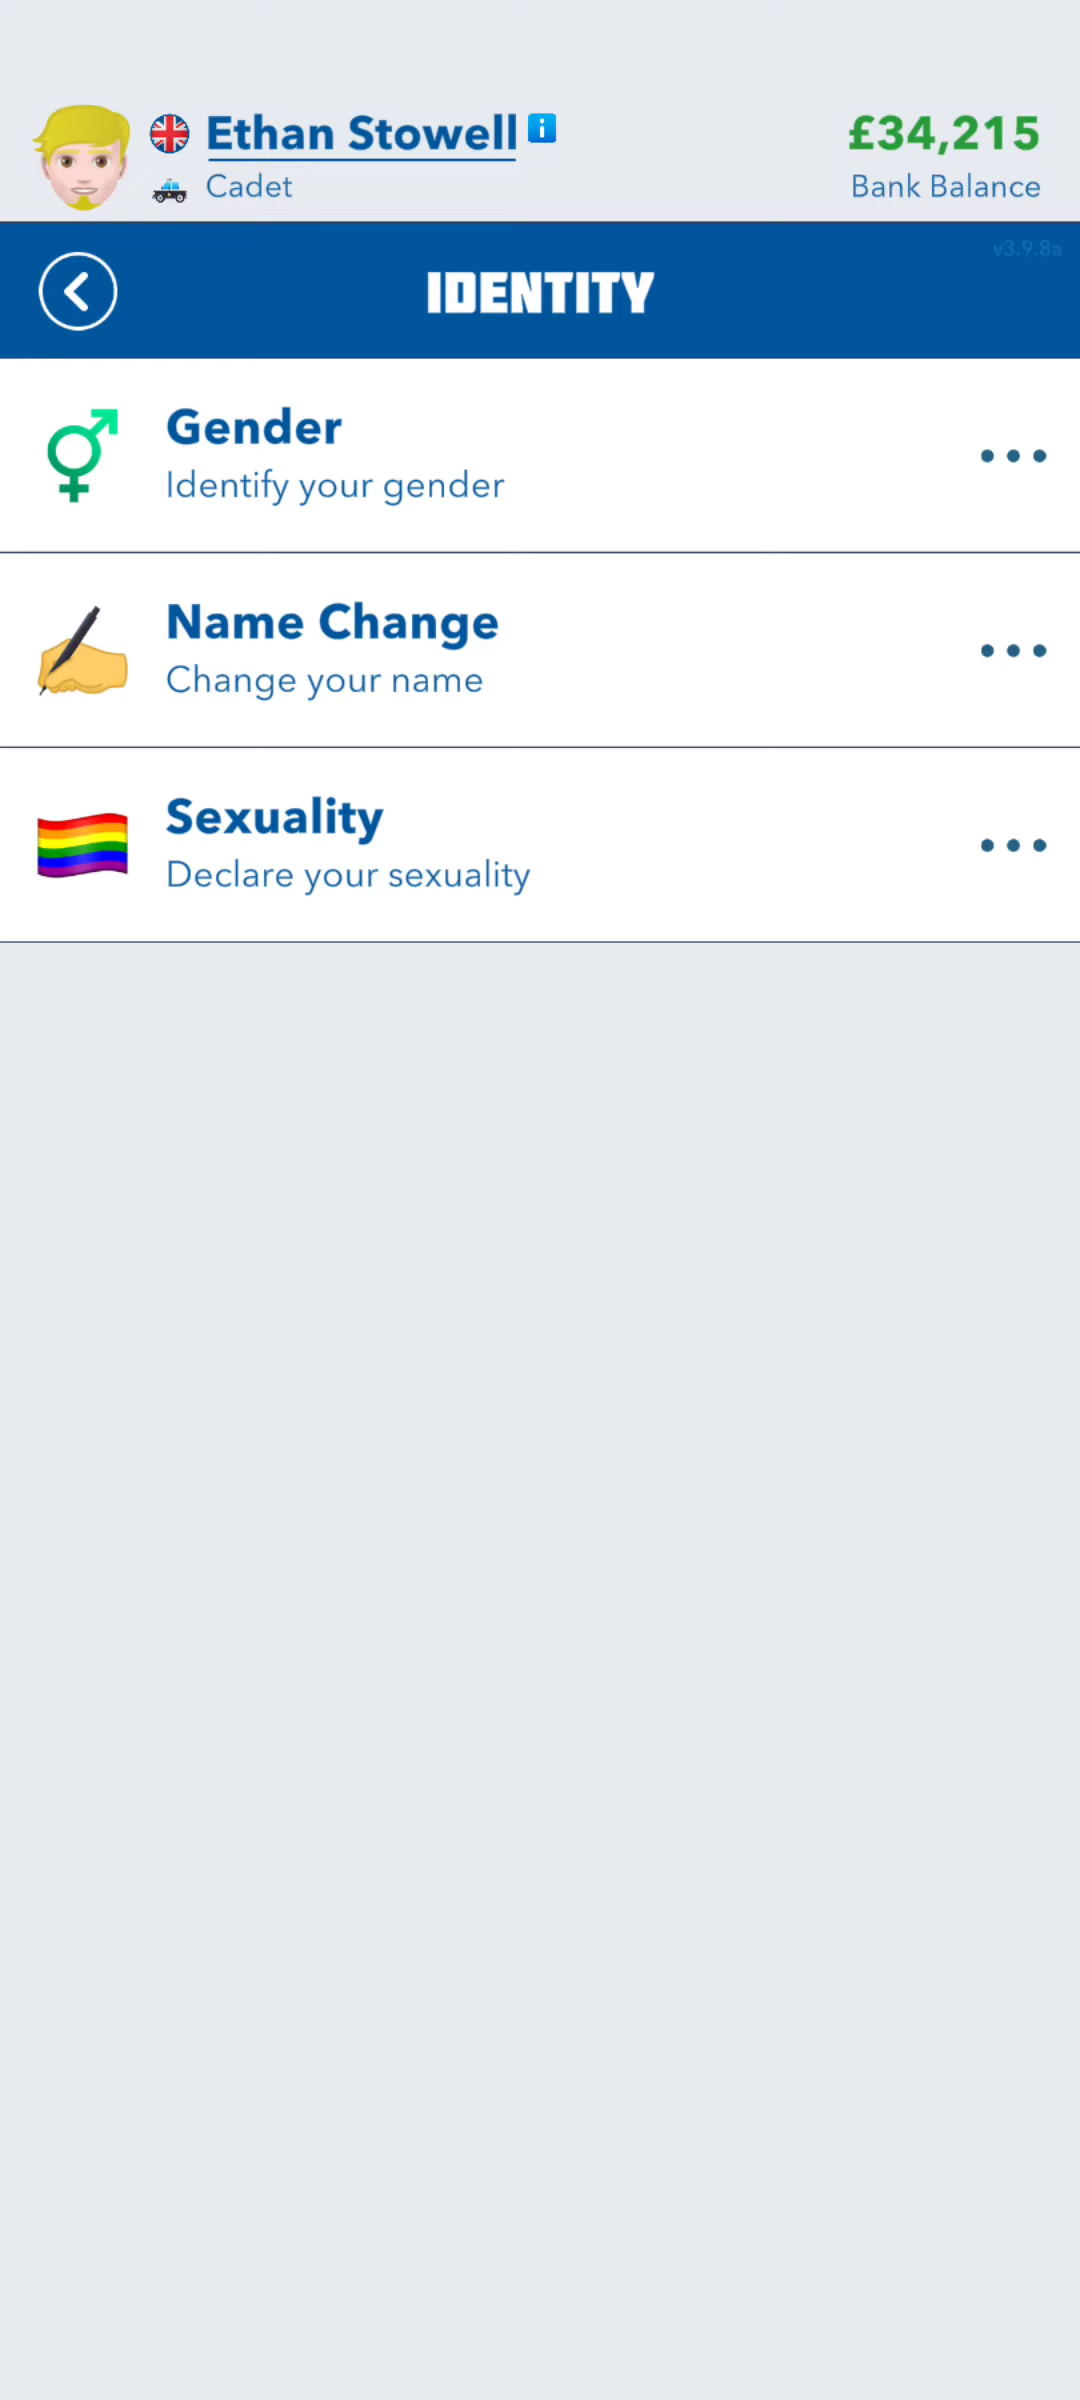 Ethan Stowell
Cadet
£34,215
Bank Balance
v3.9.8a
IDENTITY
Gender
Identify your gender
Name Change
Change your name
Sexuality
Declare your sexuality